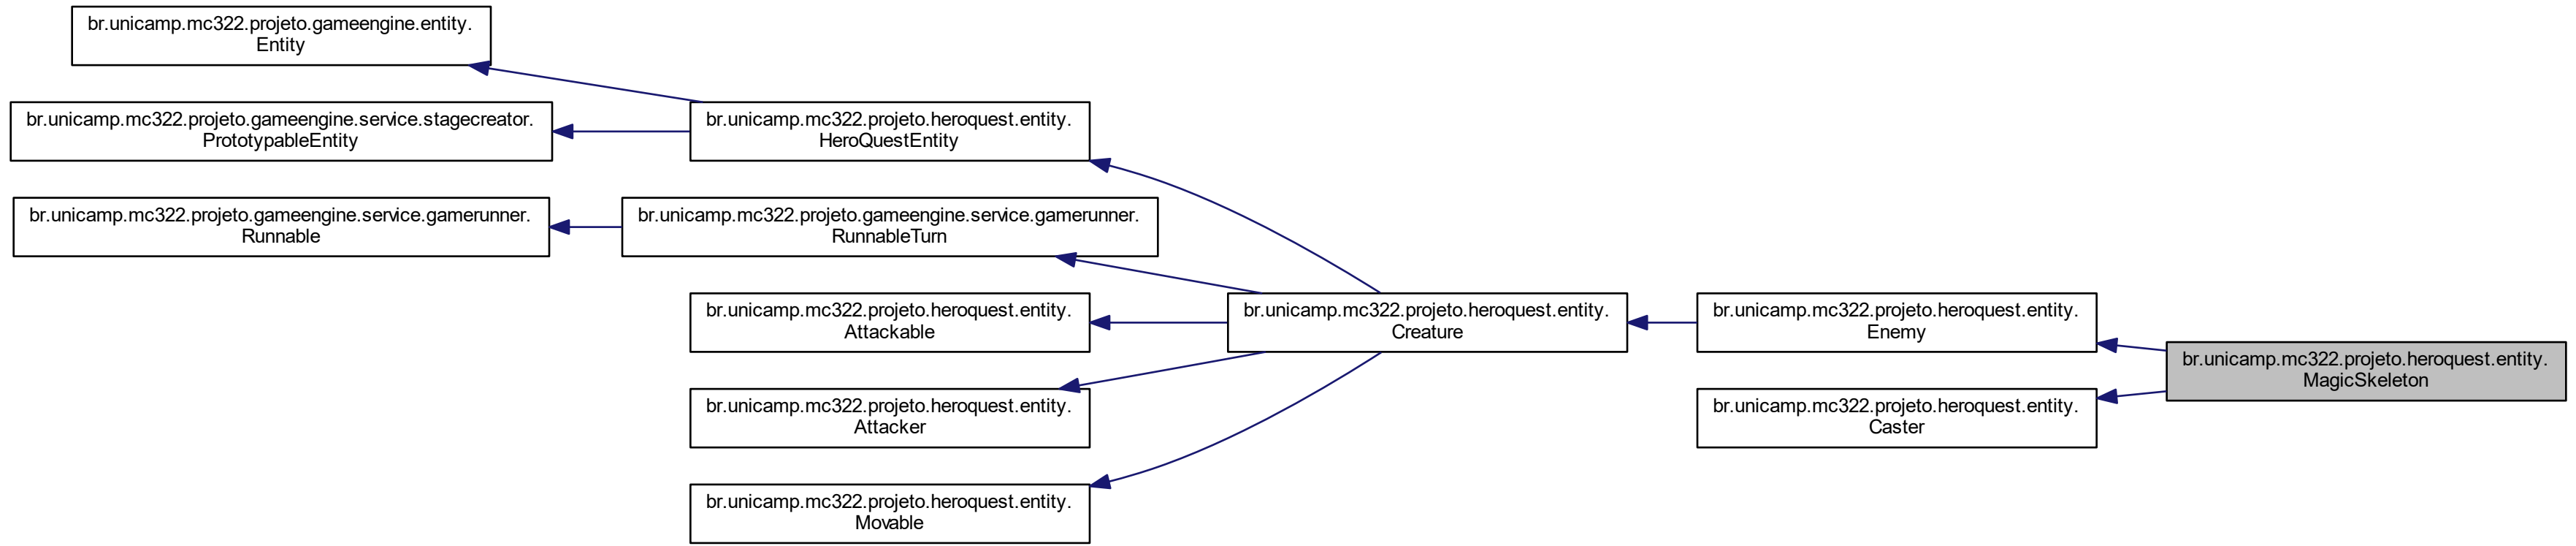 br.unicamp.mc322.projeto.gameengine.entity.
Entity
br.unicamp.mc322.projeto.gameengine.service.stagecreator.
PrototypableEntity
br.unicamp.mc322.projeto.gameengine.service.gamerunner.
Runnable
br.unicamp.mc322.projeto.heroquest.entity.
HeroQuestEntity
br.unicamp.mc322.projeto.gameengine.service.gamerunner.
RunnableTurn
br.unicamp.mc322.projeto.heroquest.entity.
Attackable
br.unicamp.mc322.projeto.heroquest.entity.
Attacker
br.unicamp.mc322.projeto.heroquest.entity.
Movable
br.unicamp.mc322.projeto.heroquest.entity.
Creature
br.unicamp.mc322.projeto.heroquest.entity.
Enemy
br.unicamp.mc322.projeto.heroquest.entity.
Caster
br.unicamp.mc322.projeto.heroquest.entity.
MagicSkeleton